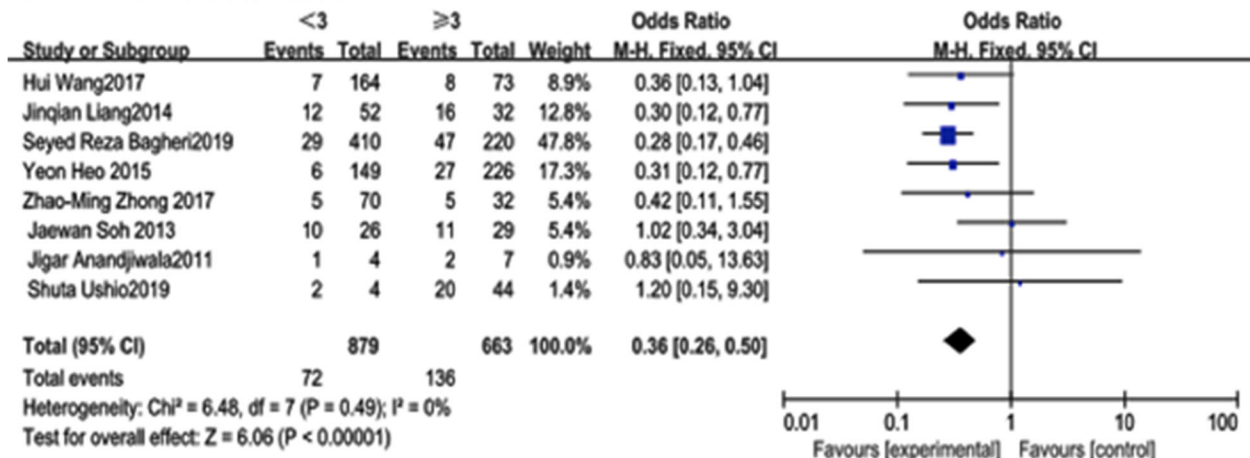 <3 ≥3 Odds Ratio Odds Ratio
Study or Subgroup Events Total Events Total Weight M-H. Fixed. 95% CI M-H. Fixed. 95% CI
Hui Wang2017 7 164 8 73 8.9% 0.36 [0.13, 1.04]
Jinqian Liang2014 12 52 16 32 12.8% 0.30 [0.12, 0.77]
Seyed Reza Bagheri2019 29 410 47 220 47.8% 0.28 [0.17, 0.46]
Yeon Heo 2015 6 149 27 226 17.3% 0.31 [0.12, 0.77]
Zhao-Ming Zhong 2017 5 70 5 32 5.4% 0.42 [0.11, 1.55]
Jaewan Soh 2013 10 26 11 29 5.4% 1.02 [0.34, 3.04]
Jigar Anandjiwala2011 1 4 2 7 0.9% 0.83 [0.05, 13.63]
Shuta Ushio2019 2 4 20 44 1.4% 1.20 [0.15, 9.30]
Total (95% CI) 879 663 100.0% 0.36 [0.26, 0.50]
Total events 72 136
Heterogeneity: Chi² = 6.48, df = 7 (P = 0.49); I² = 0%
Test for overall effect: Z = 6.06 (P < 0.00001)
0.01 0.1 1 10 100
Favours [experimental] Favours [control]